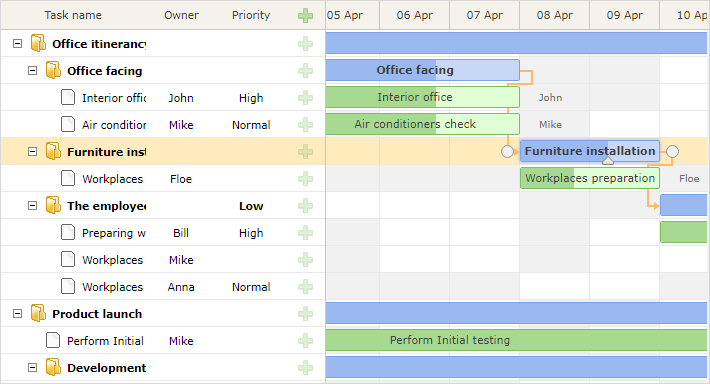 Task name Owner Priority 05 Apr 06 Apr 07 Apr 08 Apr 09 Apr 10 Ap
Office itinerancy
Office facing Office facing
Interior offic John High Interior office John
Air condition Mike Normal Air conditioners check Mike
Furniture inst Furniture installation
Workplaces Floe Workplaces preparation Floe
The employee Low
Preparing w Bill High
Workplaces Mike
Workplaces Anna Normal
Product launch
Perform Initial Mike Perform Initial testing
Development